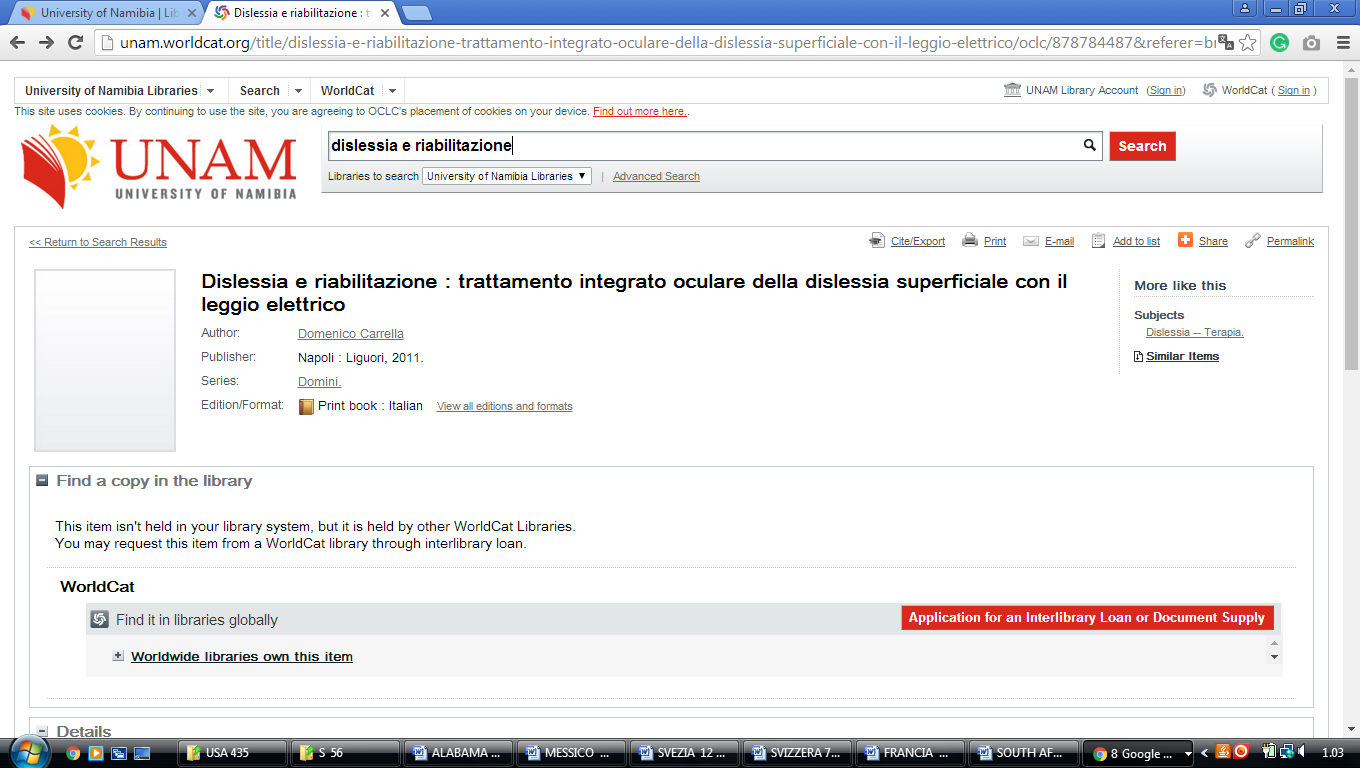 University of Namibia | Lib
Dislessia e riabilitazione : t
unam.worldcat.org/title/dislessia-e-riabilitazione-trattamento-integrato-oculare-della-dislessia-superficiale-con-il-leggio-elettrico/oclc/878784487&referer=br
University of Namibia Libraries Search WorldCat UNAM Library Account (Sign in) WorldCat ( Sign in )
This site uses cookies. By continuing to use the site, you are agreeing to OCLC's placement of cookies on your device. Find out more here..
UNAM
UNIVERSITY OF NAMIBIA
dislessia e riabilitazione Search
Libraries to search University of Namibia Libraries | Advanced Search
<< Return to Search Results Cite/Export Print E-mail Add to list Share Permalink
Dislessia e riabilitazione : trattamento integrato oculare della dislessia superficiale con il
leggio elettrico
Author: Domenico Carrella
Publisher: Napoli : Liguori, 2011.
Series: Domini.
Edition/Format: Print book : Italian View all editions and formats
More like this
Subjects
Dislessia -- Terapia.
Similar Items
Find a copy in the library
This item isn't held in your library system, but it is held by other WorldCat Libraries.
You may request this item from a WorldCat library through interlibrary loan.
WorldCat
Find it in libraries globally Application for an Interlibrary Loan or Document Supply
Worldwide libraries own this item
Details
USA 435 S 56 ALABAMA ... MESSICO ... SVEZIA 12 ... SVIZZERA 7... FRANCIA ... SOUTH AF... 8 Google ... 1.03